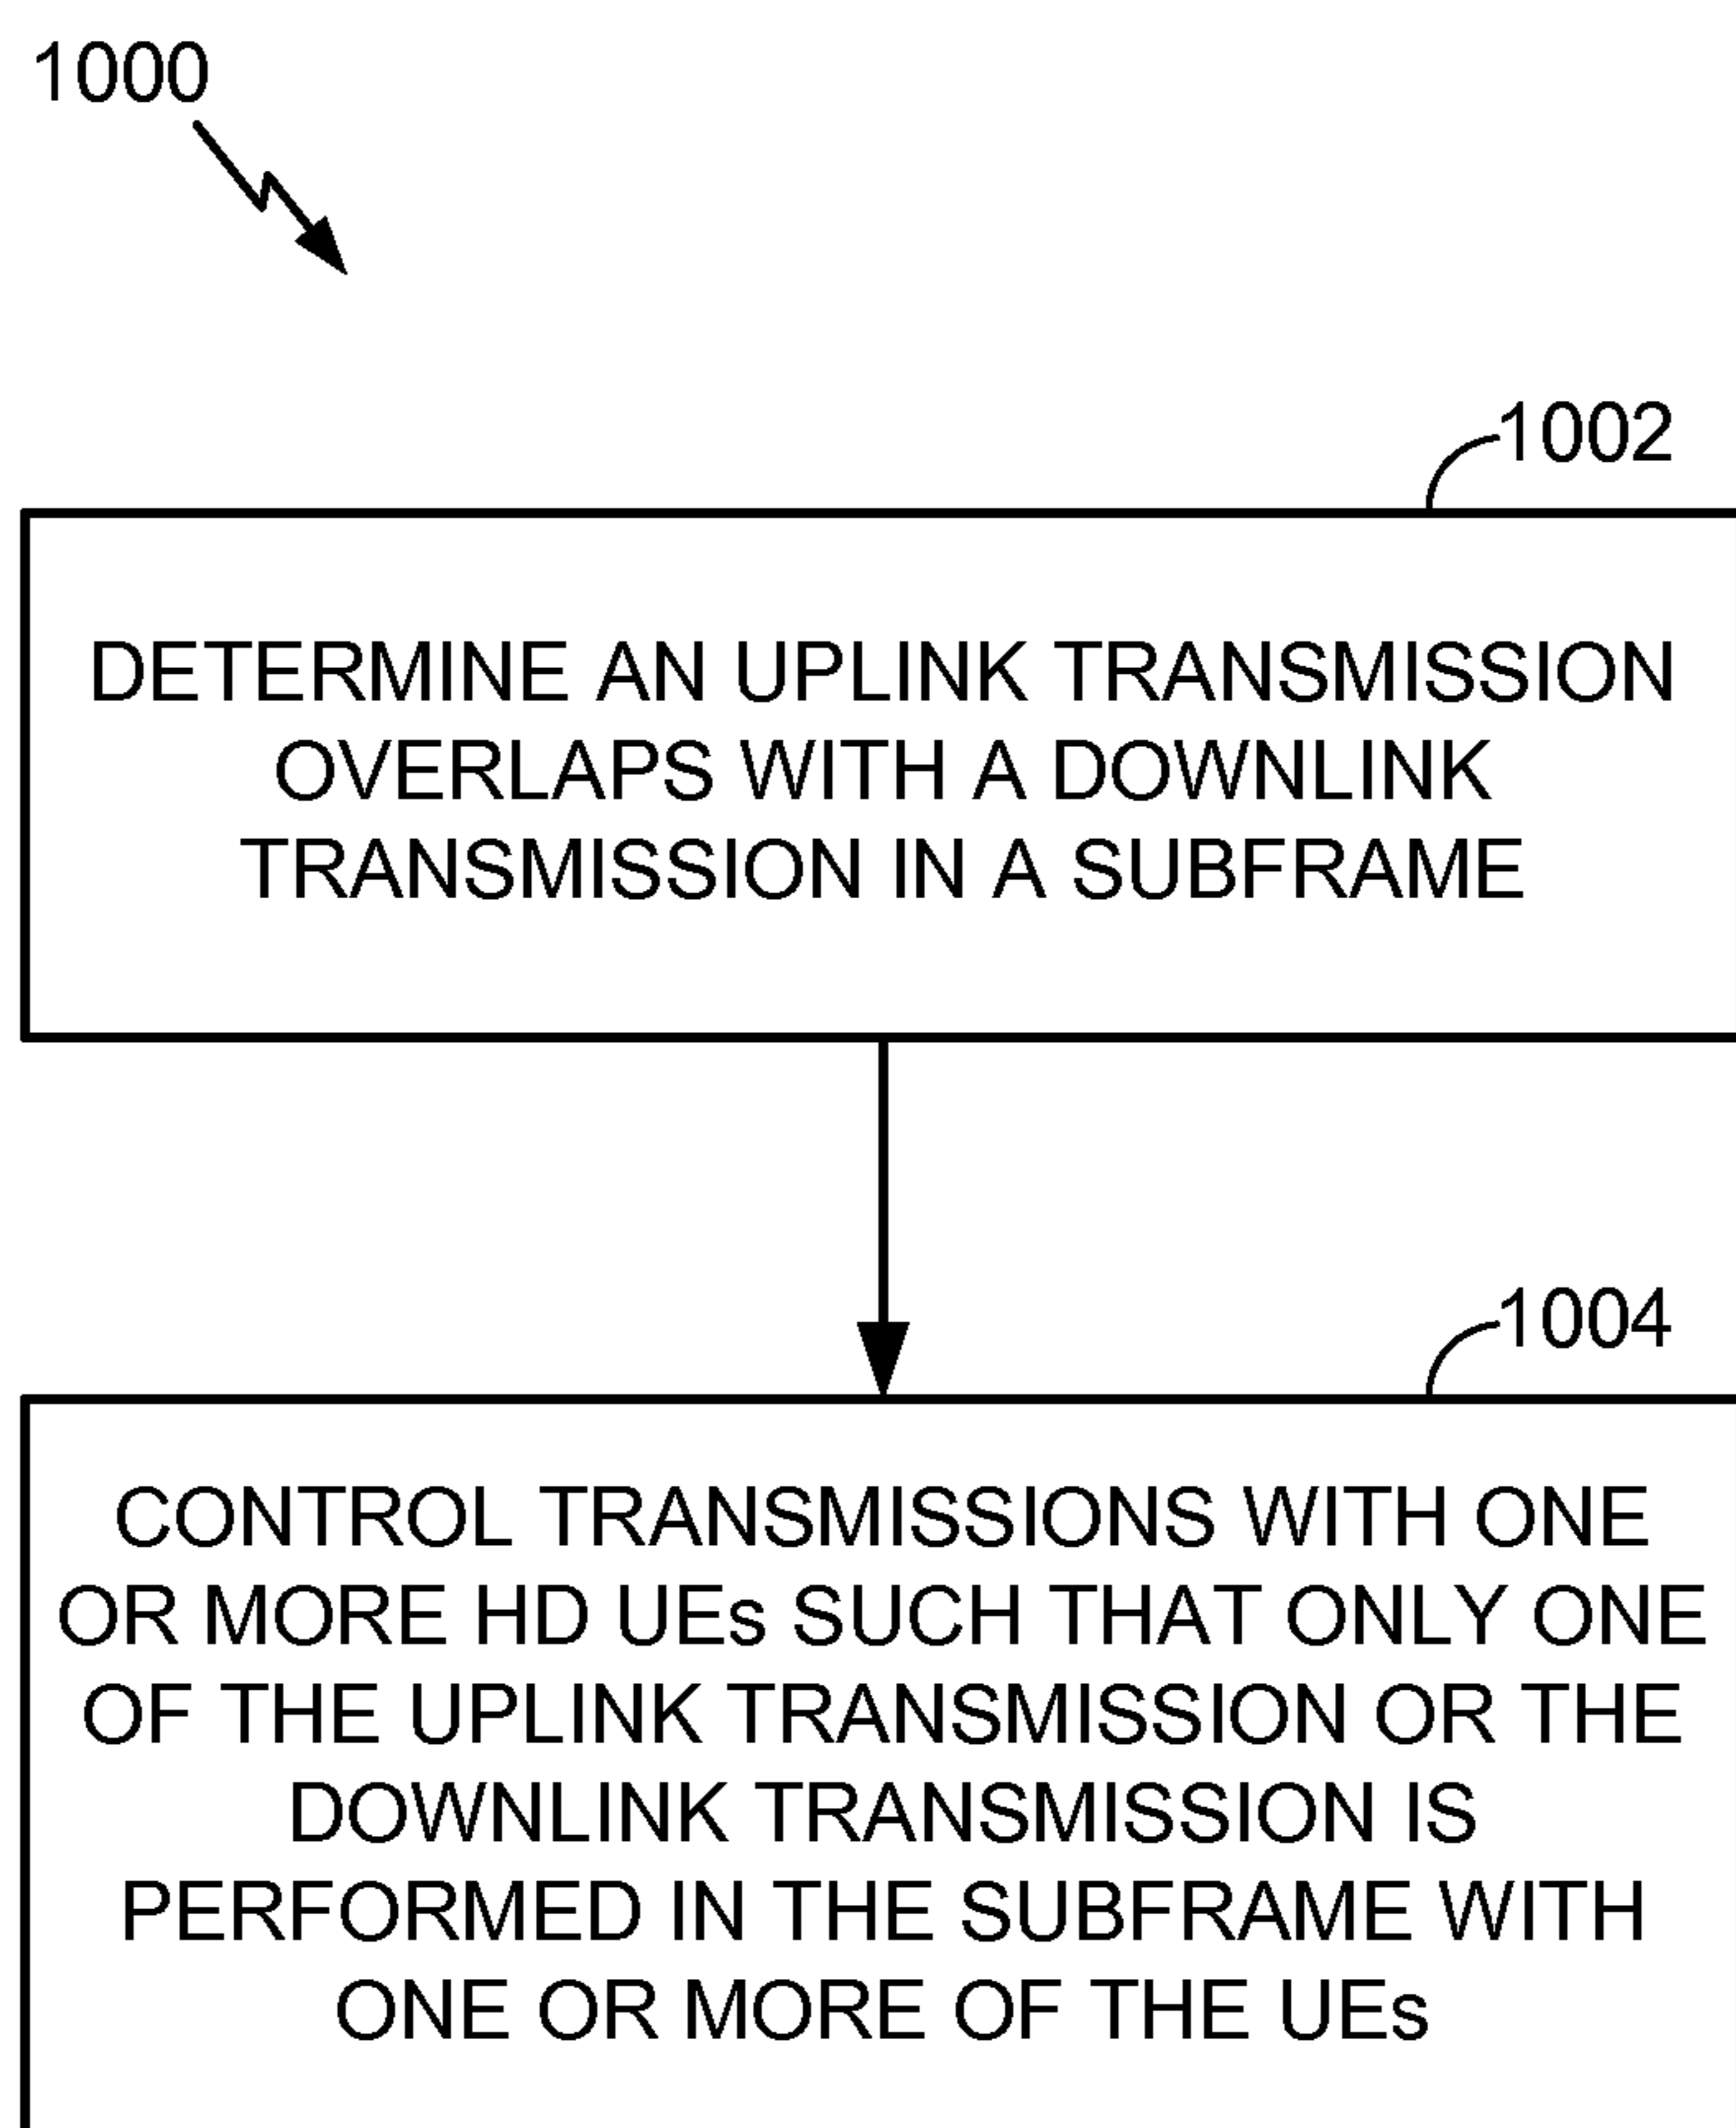 1000
1002
DETERMINE AN UPLINK TRANSMISSION
OVERLAPS WITH A DOWNLINK
TRANSMISSION IN A SUBFRAME
1004
CONTROL TRANSMISSIONS WITH ONE
OR MORE HD UEs SUCH THAT ONLY ONE
OF THE UPLINK TRANSMISSION OR THE
DOWNLINK TRANSMISSION IS
PERFORMED IN THE SUBFRAME WITH
ONE OR MORE OF THE UEs